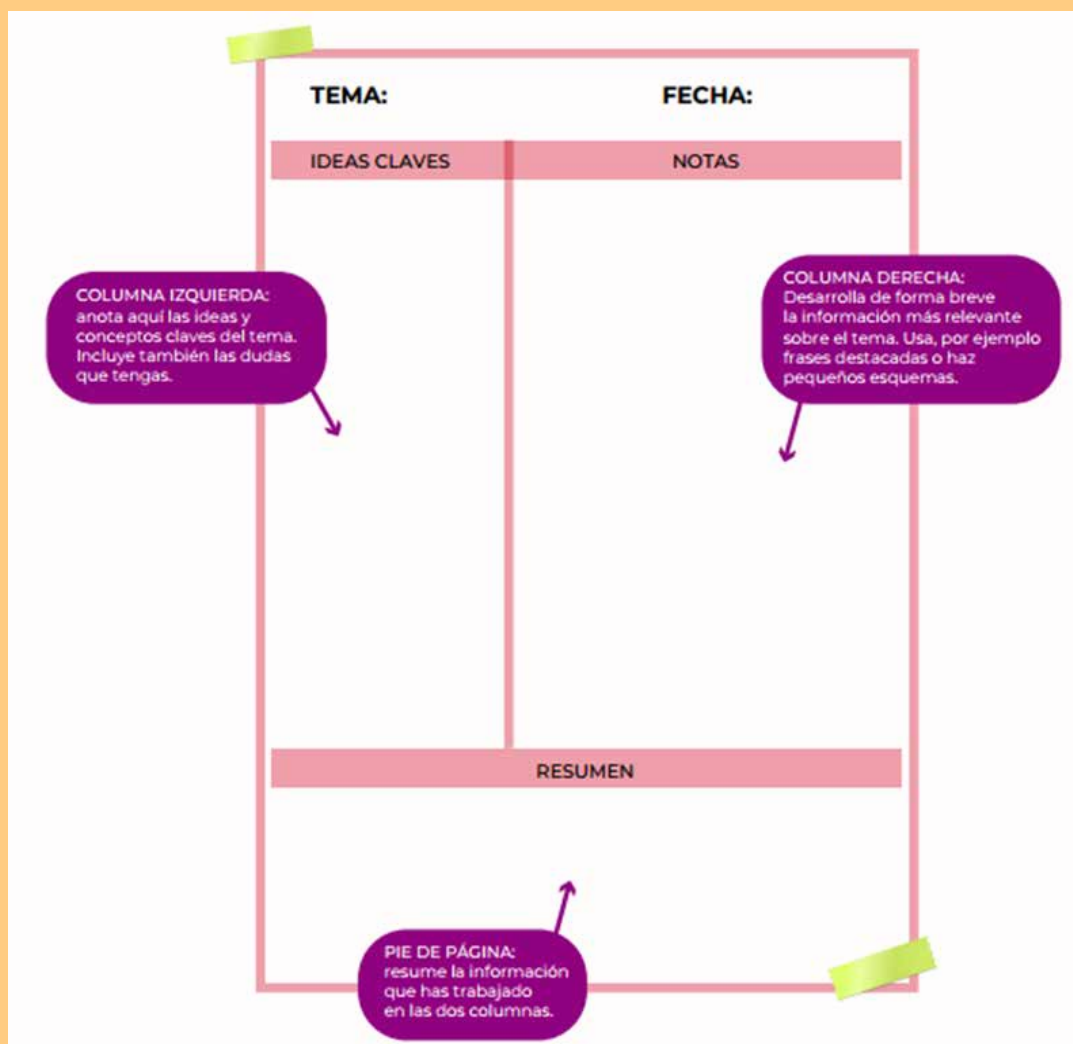 TEMA:
FECHA:
IDEAS CLAVES
NOTAS
COLUMNA IZQUIERDA:
anota aquí las ideas y
conceptos claves del tema.
Incluye también las dudas
que tengas.
COLUMNA DERECHA:
Desarrolla de forma breve
la información más relevante
sobre el tema. Usa, por ejemplo
frases destacadas o haz
pequeños esquemas.
RESUMEN
PIE DE PÁGINA:
resume la información
que has trabajado
en las dos columnas.